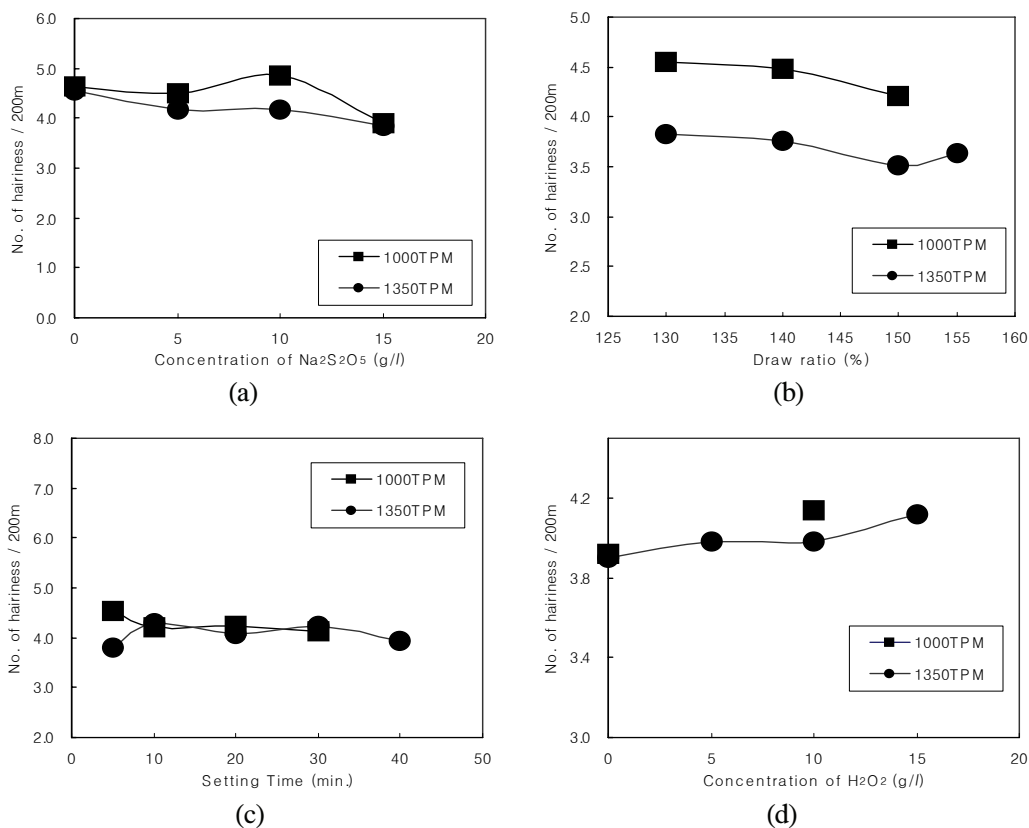 6.0
5.0
4.0
3.0
2.0
1.0
0.0
No. of hairiness / 200m
1000TPM
1350TPM
0 5 10 15 20
Concentration of Na2S2O5 (g/l)
(a)
5.0
4.5
4.0
3.5
3.0
2.5
2.0
No. of hairiness / 200m
1000TPM
1350TPM
125 130 135 140 145 150 155 160
Draw ratio (%)
(b)
8.0
7.0
6.0
5.0
4.0
3.0
2.0
No. of hairiness / 200m
1000TPM
1350TPM
0 10 20 30 40 50
Setting Time (min.)
(c)
4.2
3.8
3.4
3.0
No. of hairiness / 200m
1000TPM
1350TPM
0 5 10 15 20
Concentration of H2O2 (g/l)
(d)